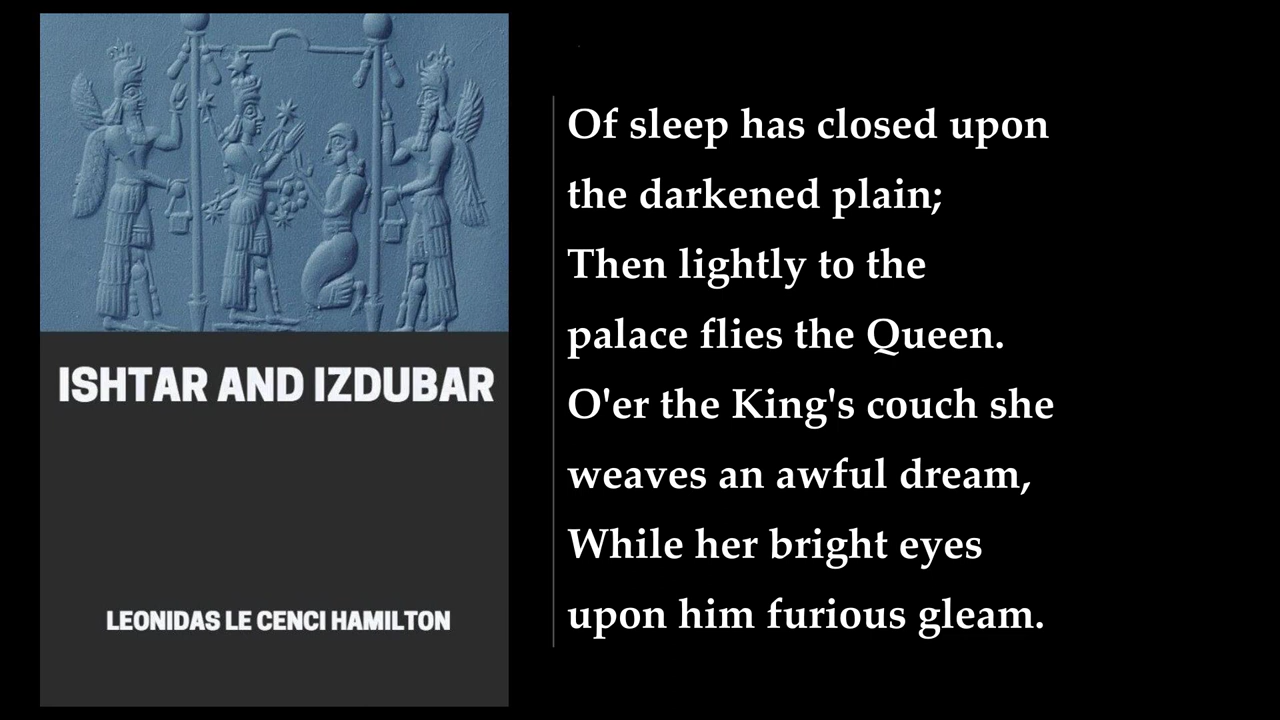 ISHTAR AND IZDUBAR
LEONIDAS LE CENCI HAMILTON
Of sleep has closed upon
the darkened plain;
Then lightly to the
palace flies the Queen.
O'er the King's couch she
weaves an awful dream,
While her bright eyes
upon him furious gleam.